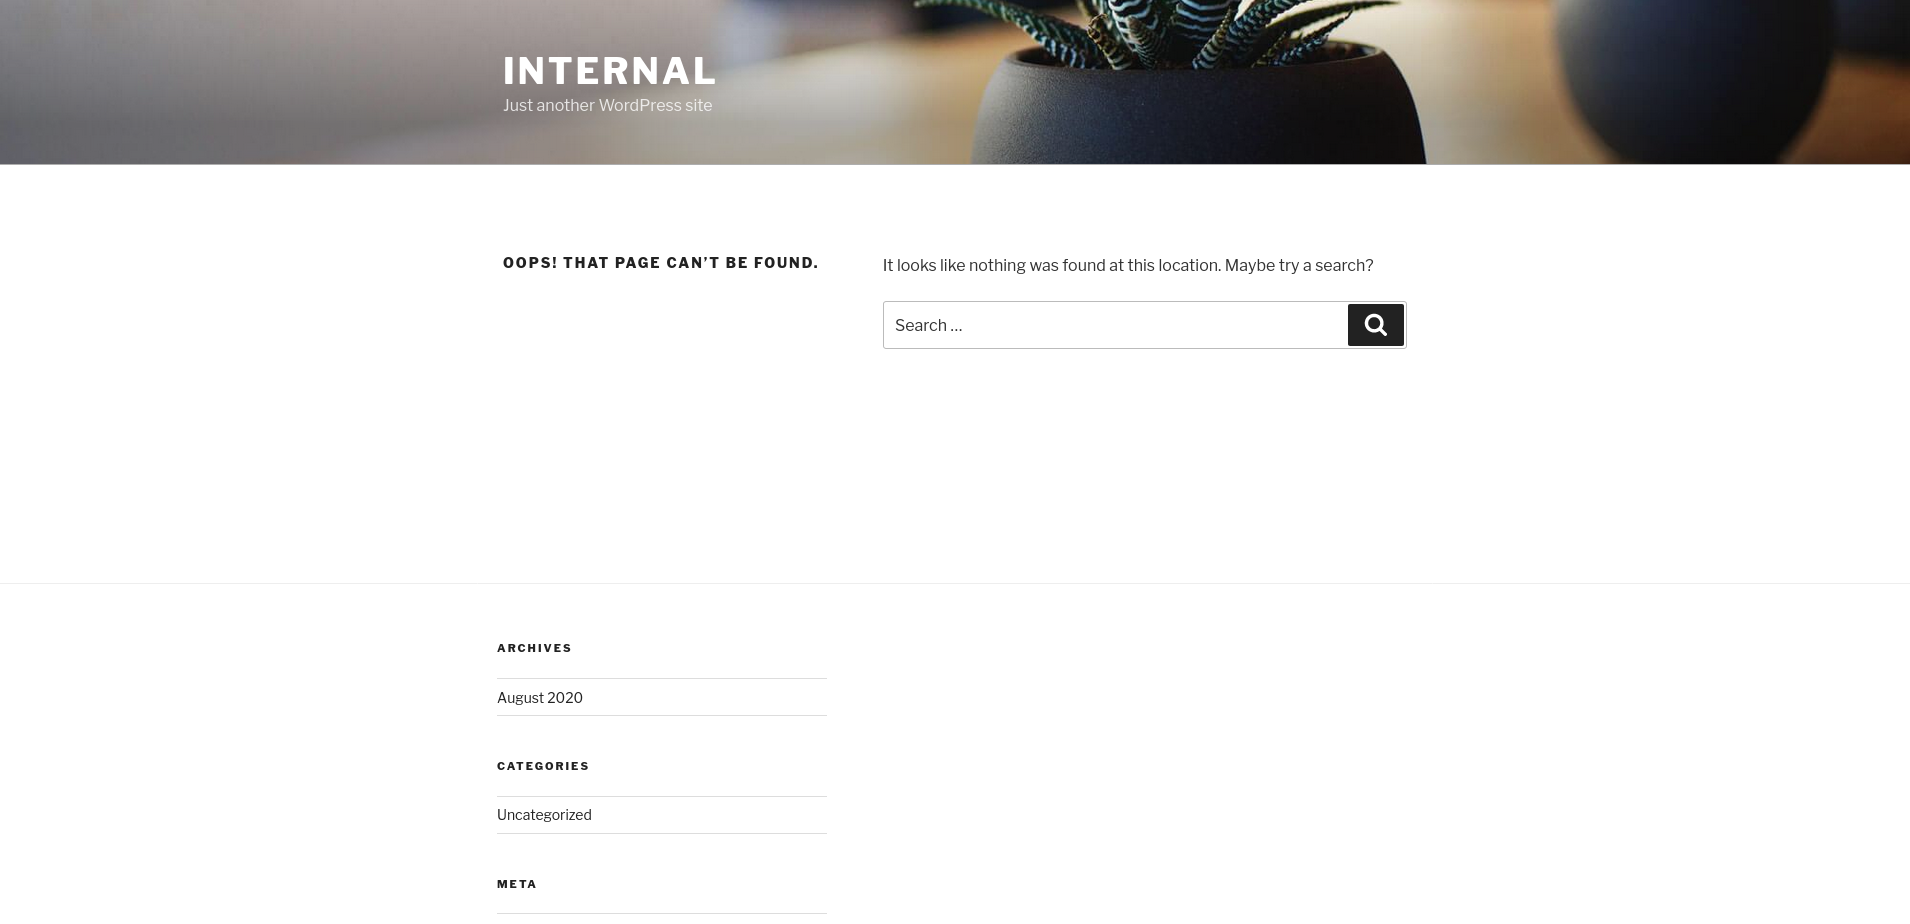 INTERNAL
Just another WordPress site
OOPS! THAT PAGE CAN’T BE FOUND.
It looks like nothing was found at this location. Maybe try a search?
Search …
ARCHIVES
August 2020
CATEGORIES
Uncategorized
META